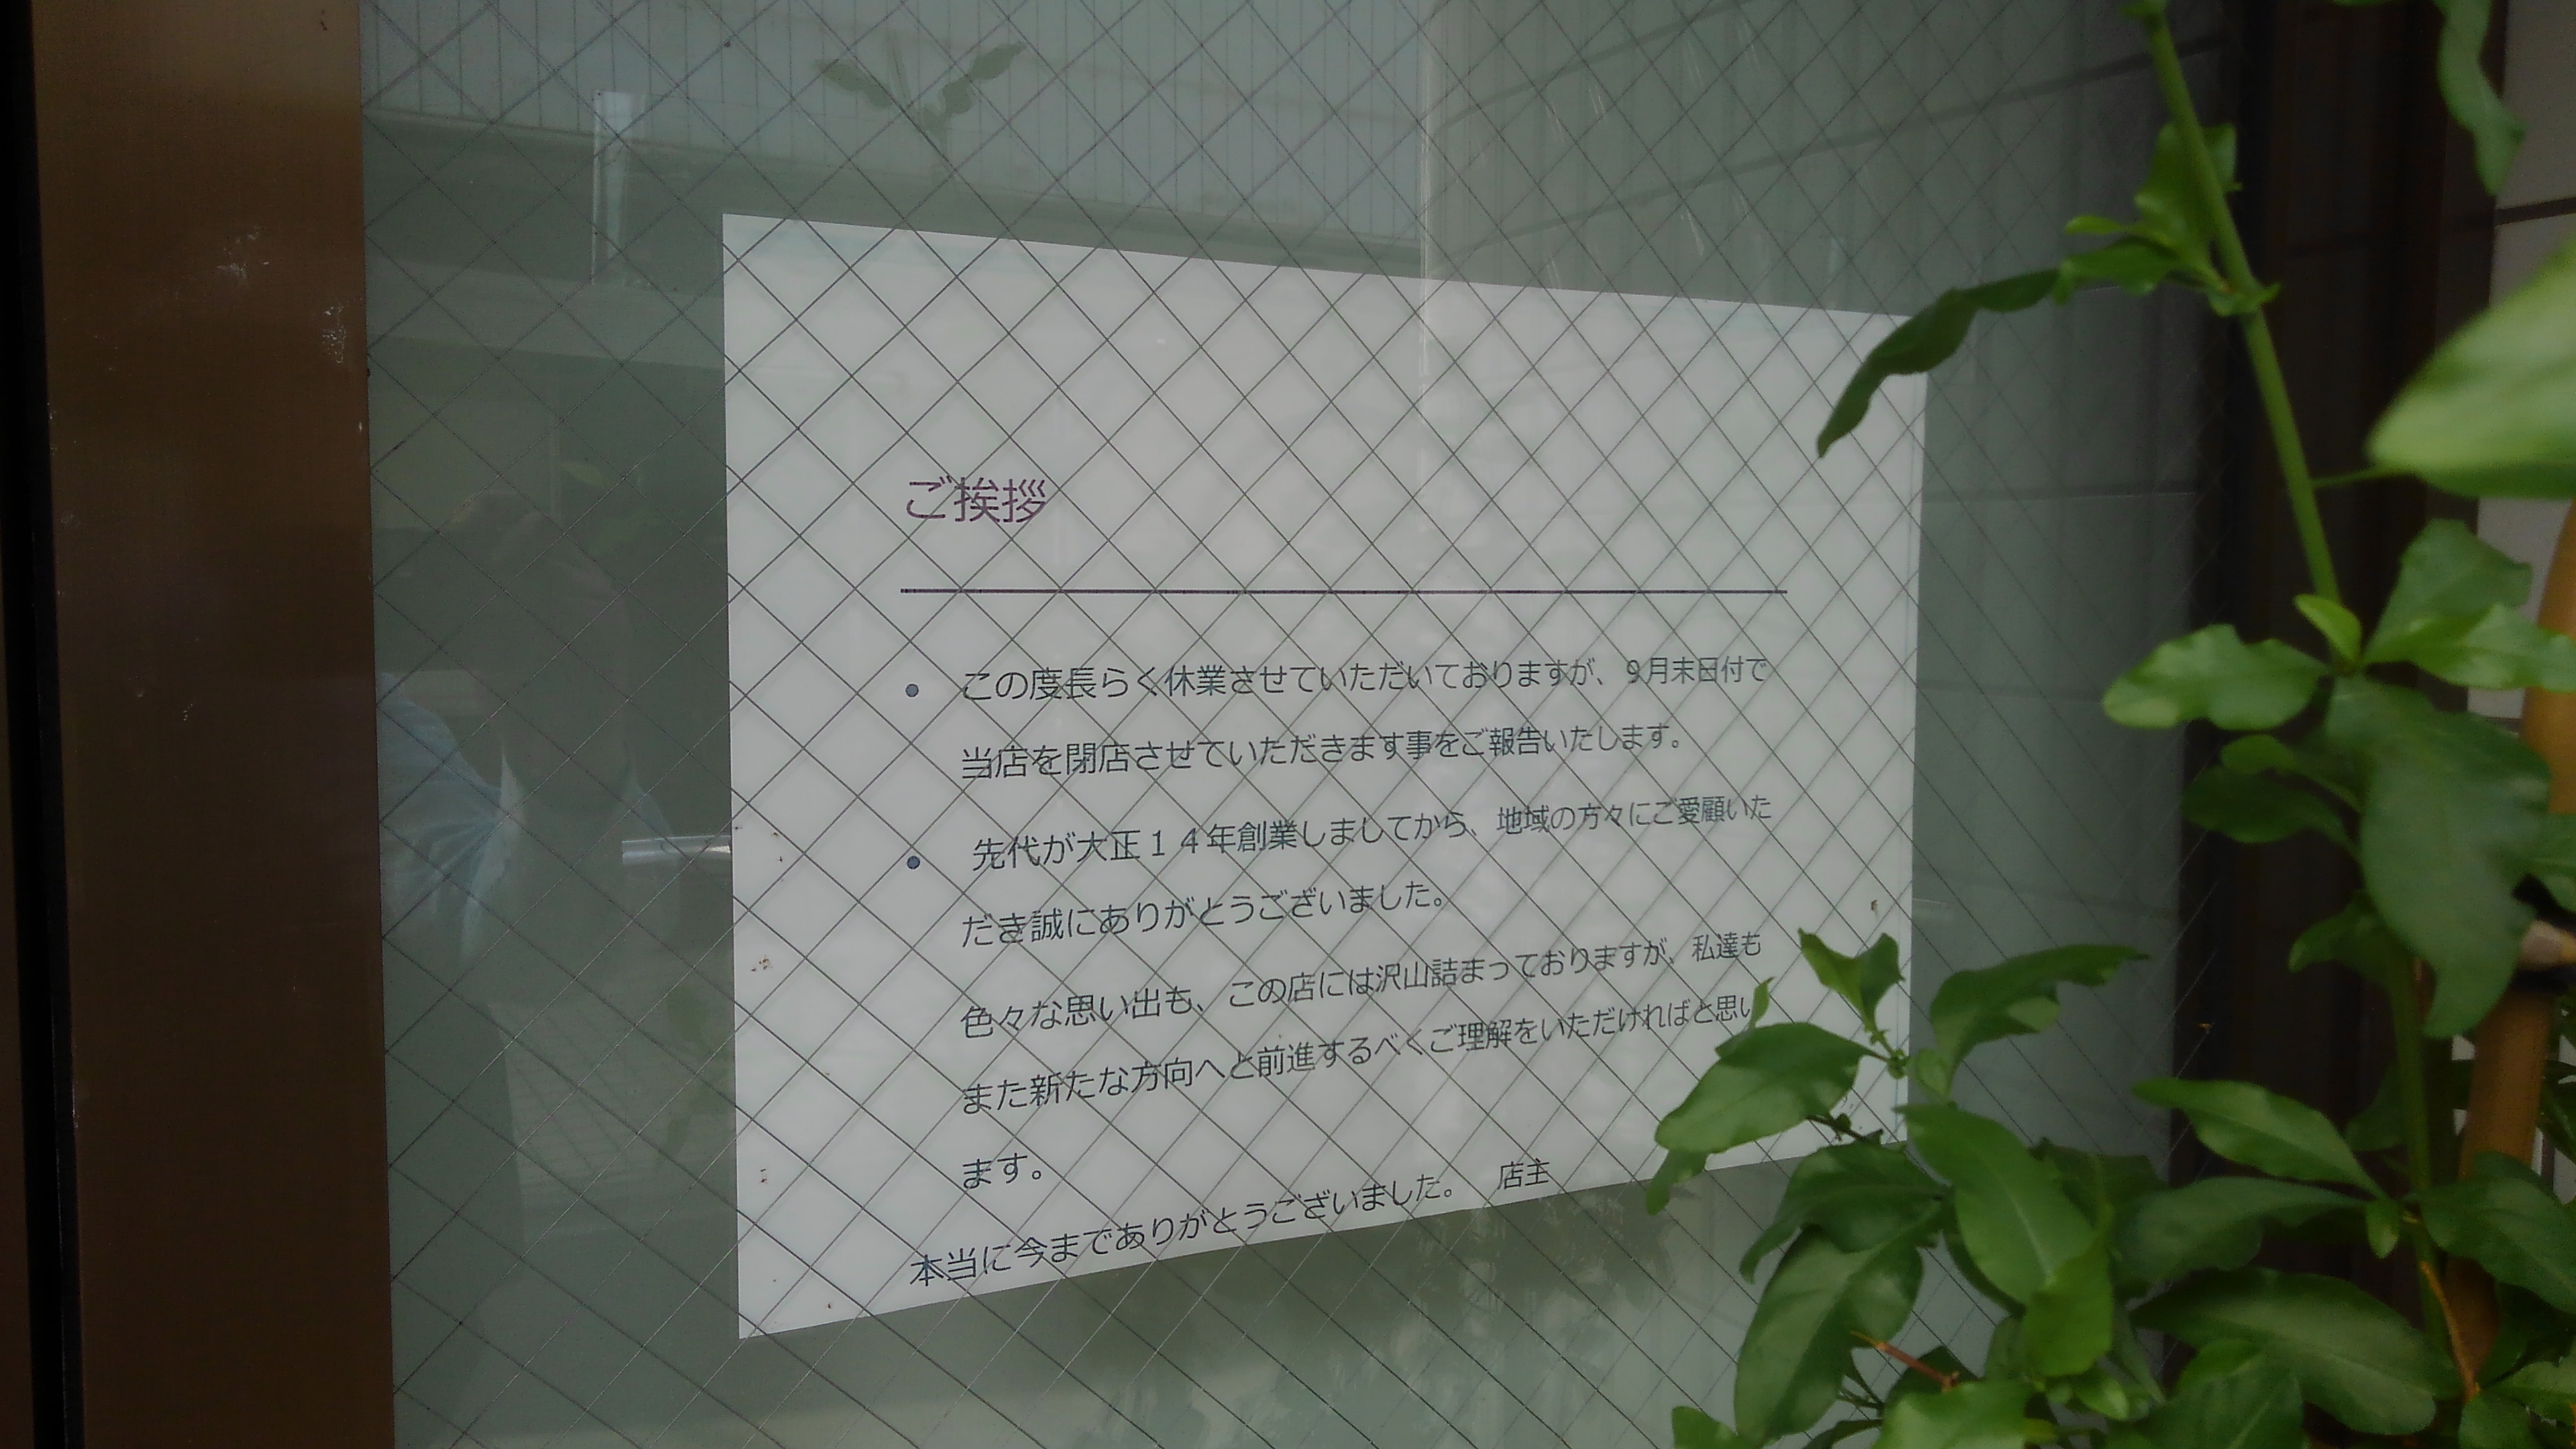 ご挨拶
● この度長らく休業させていただいておりますが、９月末日付で
当店を閉店させていただきます事をご報告いたします。
● 先代が大正１４年創業しましてから、地域の方々にご愛顧いた
だき誠にありがとうございました。
色々な思い出も、この店には沢山詰まっておりますが、私達も
また新たな方向へと前進するべくご理解をいただければと思い
ます。
本当に今までありがとうございました。　店主